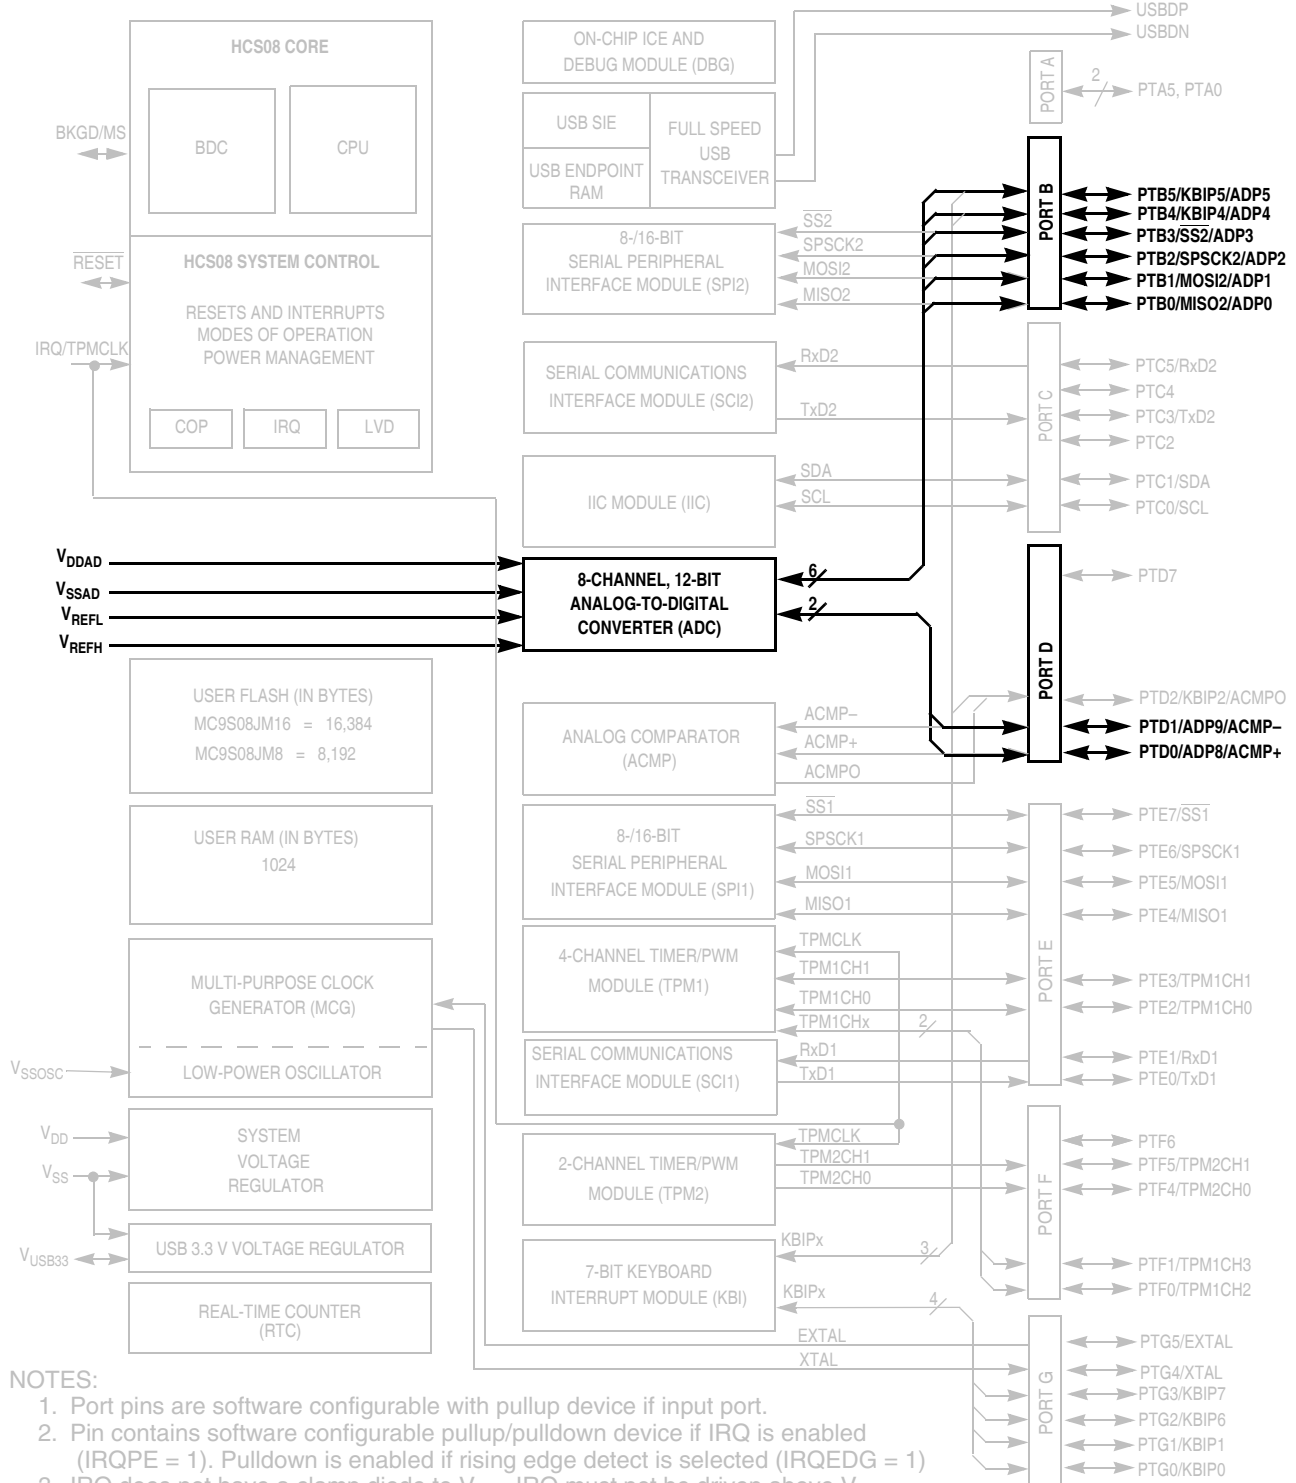 USBDP
USBDN
HCS08 CORE
ON-CHIP ICE AND
DEBUG MODULE (DBG)
PORT A
2
PTA5, PTA0
BKGD/MS
BDC
CPU
USB SIE
FULL SPEED
USB
TRANSCEIVER
USB ENDPOINT
RAM
PORT B
PTB5/KBIP5/ADP5
PTB4/KBIP4/ADP4
PTB3/SS2/ADP3
PTB2/SPSCK2/ADP2
PTB1/MOSI2/ADP1
PTB0/MISO2/ADP0
RESET
HCS08 SYSTEM CONTROL
RESETS AND INTERRUPTS
MODES OF OPERATION
POWER MANAGEMENT
8-/16-BIT
SERIAL PERIPHERAL
INTERFACE MODULE (SPI2)
SS2
SPSCK2
MOSI2
MISO2
IRQ/TPMCLK
COP
IRQ
LVD
SERIAL COMMUNICATIONS
INTERFACE MODULE (SCI2)
RxD2
TxD2
PORT C
PTC5/RxD2
PTC4
PTC3/TxD2
PTC2
PTC1/SDA
PTC0/SCL
IIC MODULE (IIC)
SDA
SCL
VDDAD
VSSAD
VREFL
VREFH
8-CHANNEL, 12-BIT
ANALOG-TO-DIGITAL
CONVERTER (ADC)
6
2
PORT D
PTD7
PTD2/KBIP2/ACMPO
PTD1/ADP9/ACMP–
PTD0/ADP8/ACMP+
USER FLASH (IN BYTES)
MC9S08JM16 = 16,384
MC9S08JM8 = 8,192
ANALOG COMPARATOR
(ACMP)
ACMP–
ACMP+
ACMPO
USER RAM (IN BYTES)
1024
8-/16-BIT
SERIAL PERIPHERAL
INTERFACE MODULE (SPI1)
SS1
SPSCK1
MOSI1
MISO1
PORT E
PTE7/SS1
PTE6/SPSCK1
PTE5/MOSI1
PTE4/MISO1
PTE3/TPM1CH1
PTE2/TPM1CH0
PTE1/RxD1
PTE0/TxD1
MULTI-PURPOSE CLOCK
GENERATOR (MCG)
LOW-POWER OSCILLATOR
VSSOSC
4-CHANNEL TIMER/PWM
MODULE (TPM1)
TPMCLK
TPM1CH1
TPM1CH0
TPM1CHx
2
SERIAL COMMUNICATIONS
INTERFACE MODULE (SCI1)
RxD1
TxD1
VDD
VSS
SYSTEM
VOLTAGE
REGULATOR
2-CHANNEL TIMER/PWM
MODULE (TPM2)
TPMCLK
TPM2CH1
TPM2CH0
PORT F
PTF6
PTF5/TPM2CH1
PTF4/TPM2CH0
PTF1/TPM1CH3
PTF0/TPM1CH2
VUSB33
USB 3.3 V VOLTAGE REGULATOR
7-BIT KEYBOARD
INTERRUPT MODULE (KBI)
KBIPx
3
KBIPx
4
REAL-TIME COUNTER
(RTC)
EXTAL
XTAL
PORT G
PTG5/EXTAL
PTG4/XTAL
PTG3/KBIP7
PTG2/KBIP6
PTG1/KBIP1
PTG0/KBIP0
NOTES:
1. Port pins are software configurable with pullup device if input port.
2. Pin contains software configurable pullup/pulldown device if IRQ is enabled
(IRQPE = 1). Pulldown is enabled if rising edge detect is selected (IRQEDG = 1)
3. IRQ does not have a clamp diode to V IRQ must not be driven above V